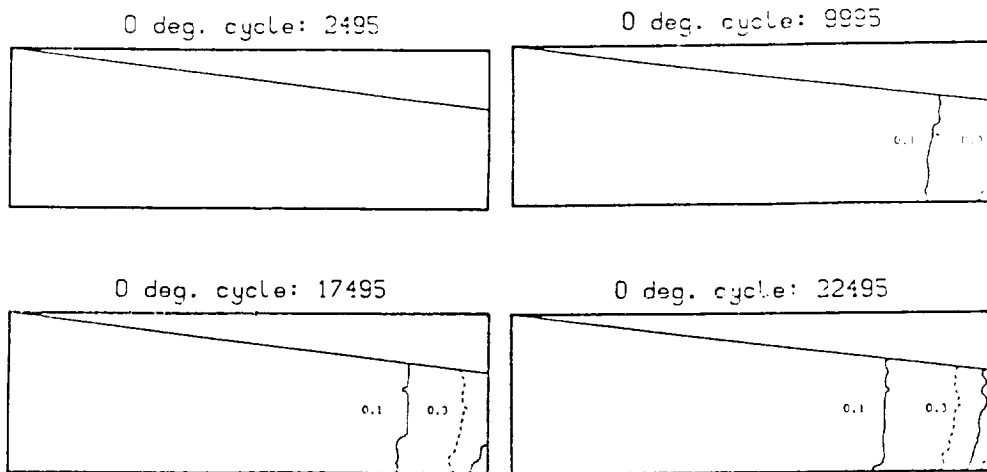 0 deg. cycle: 2495
0 deg. cycle: 9995
0.1
0 deg. cycle: 17495
0.1 0.3
0 deg. cycle: 22495
0.1 0.3